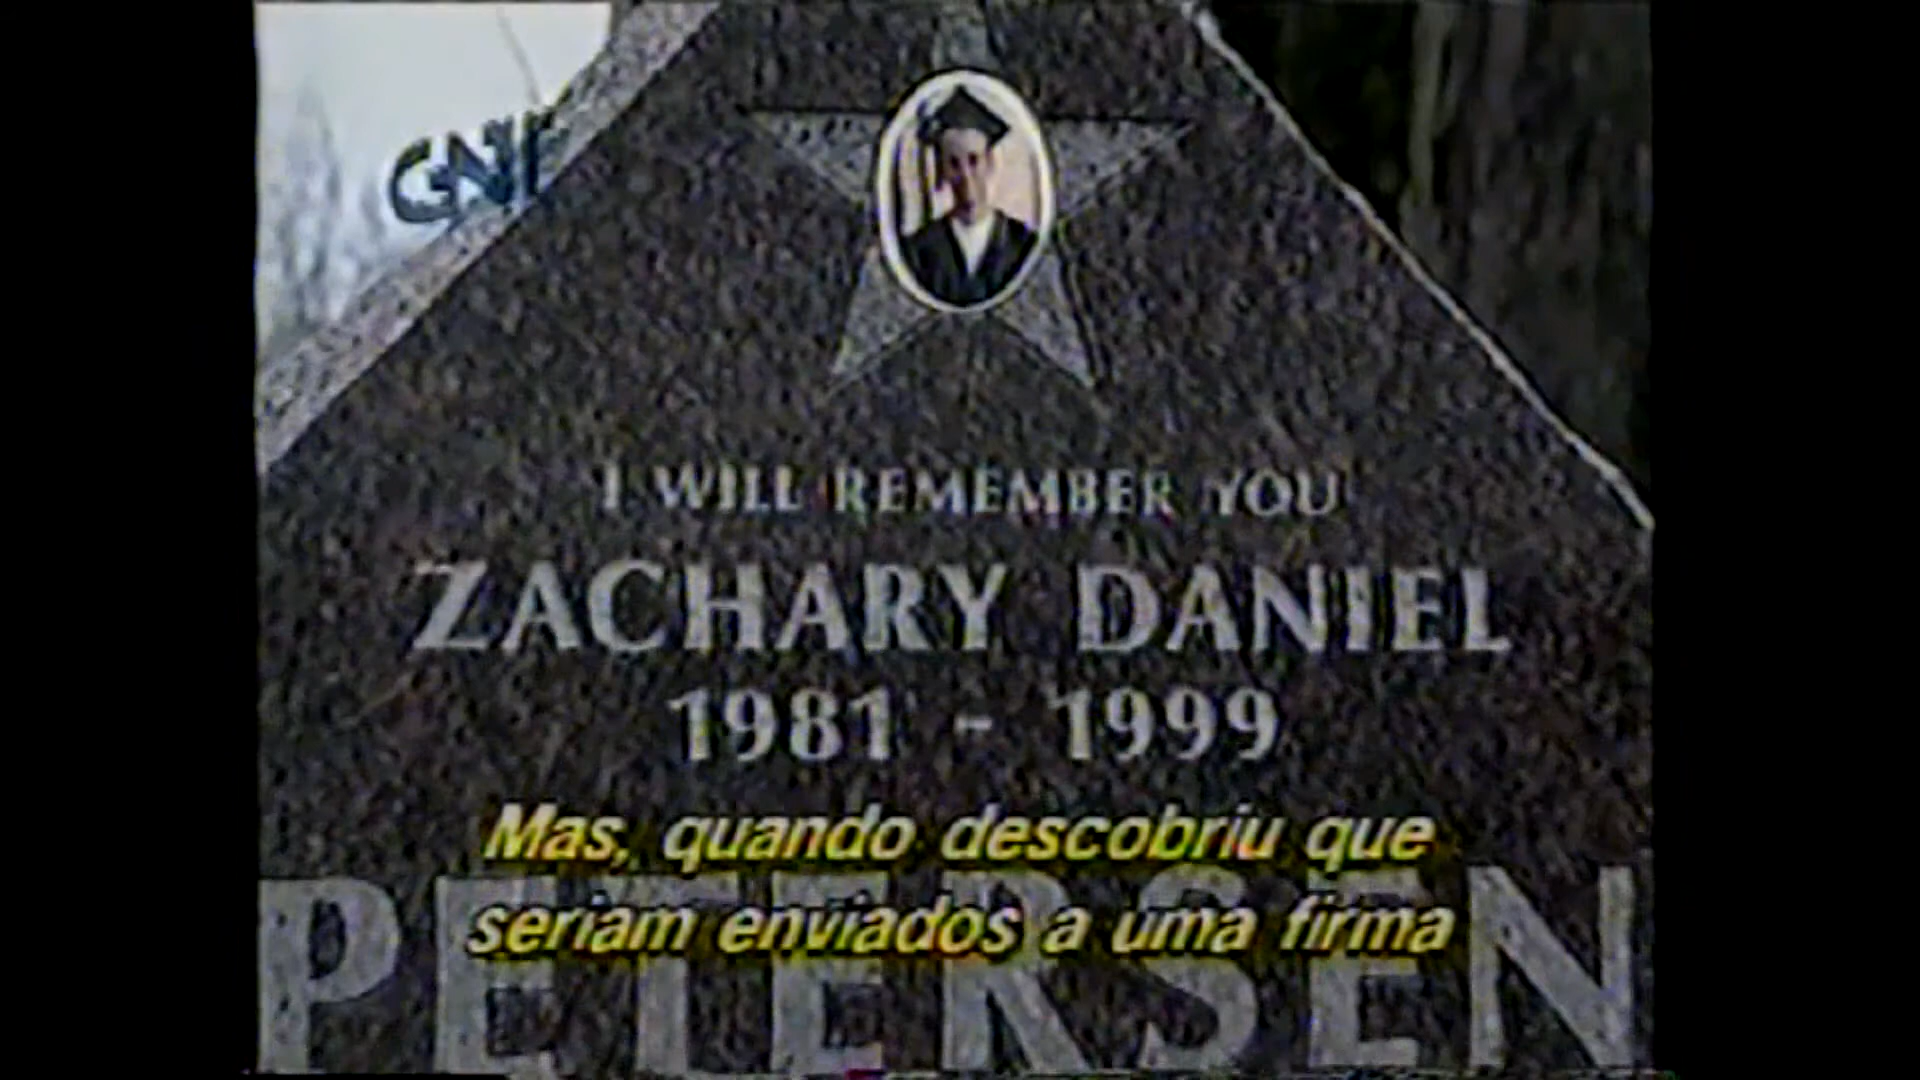 GNT
I WILL REMEMBER YOU
ZACHARY DANIEL
1981 - 1999
Mas, quando descobriu que
seriam enviados a uma firma
PETERSEN